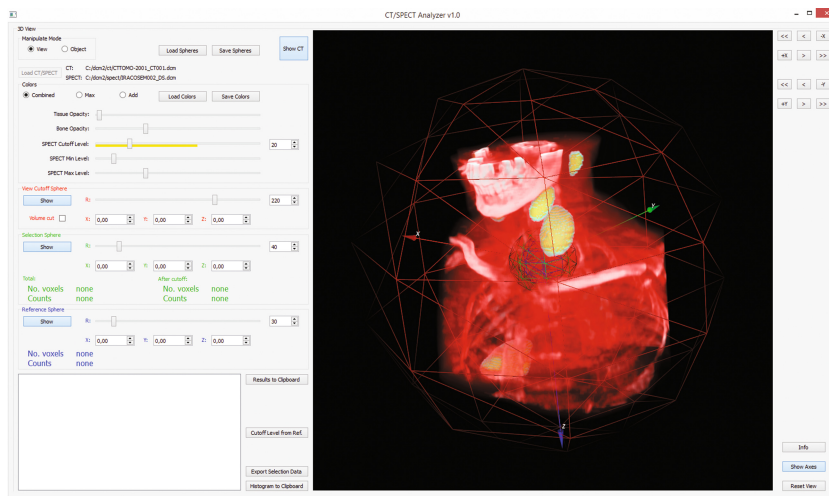 CT/SPECT Analyzer v1.0
3D View
Manipulate Mode
View Object Load Spheres Save Spheres Show CT
Load CT/SPECT
CT: C:/dcm2/ct/CTTOMO-2001_CT001.dcm
SPECT: C:/dcm2/spect/IRACOSEM002_DS.dcm
Colors
Combined Max Add Load Colors Save Colors
Tissue Opacity:
Bone Opacity:
SPECT Cutoff Level: 20
SPECT Min Level:
SPECT Max Level:
View Cutoff Sphere
Show R: 220
Volume cut X: 0,00 Y: 0,00 Z: 0,00
Selection Sphere
Show R: 40
X: 0,00 Y: 0,00 Z: 0,00
Total: After cutoff:
No. voxels none No. voxels none
Counts none Counts none
Reference Sphere
Show R: 30
X: 0,00 Y: 0,00 Z: 0,00
No. voxels none
Counts none
Results to Clipboard
Cutoff Level from Ref.
Export Selection Data
Histogram to Clipboard
X
Y
Z
<< < -X
+X > >>
<< < -Y
+Y > >>
Info
Show Axes
Reset View